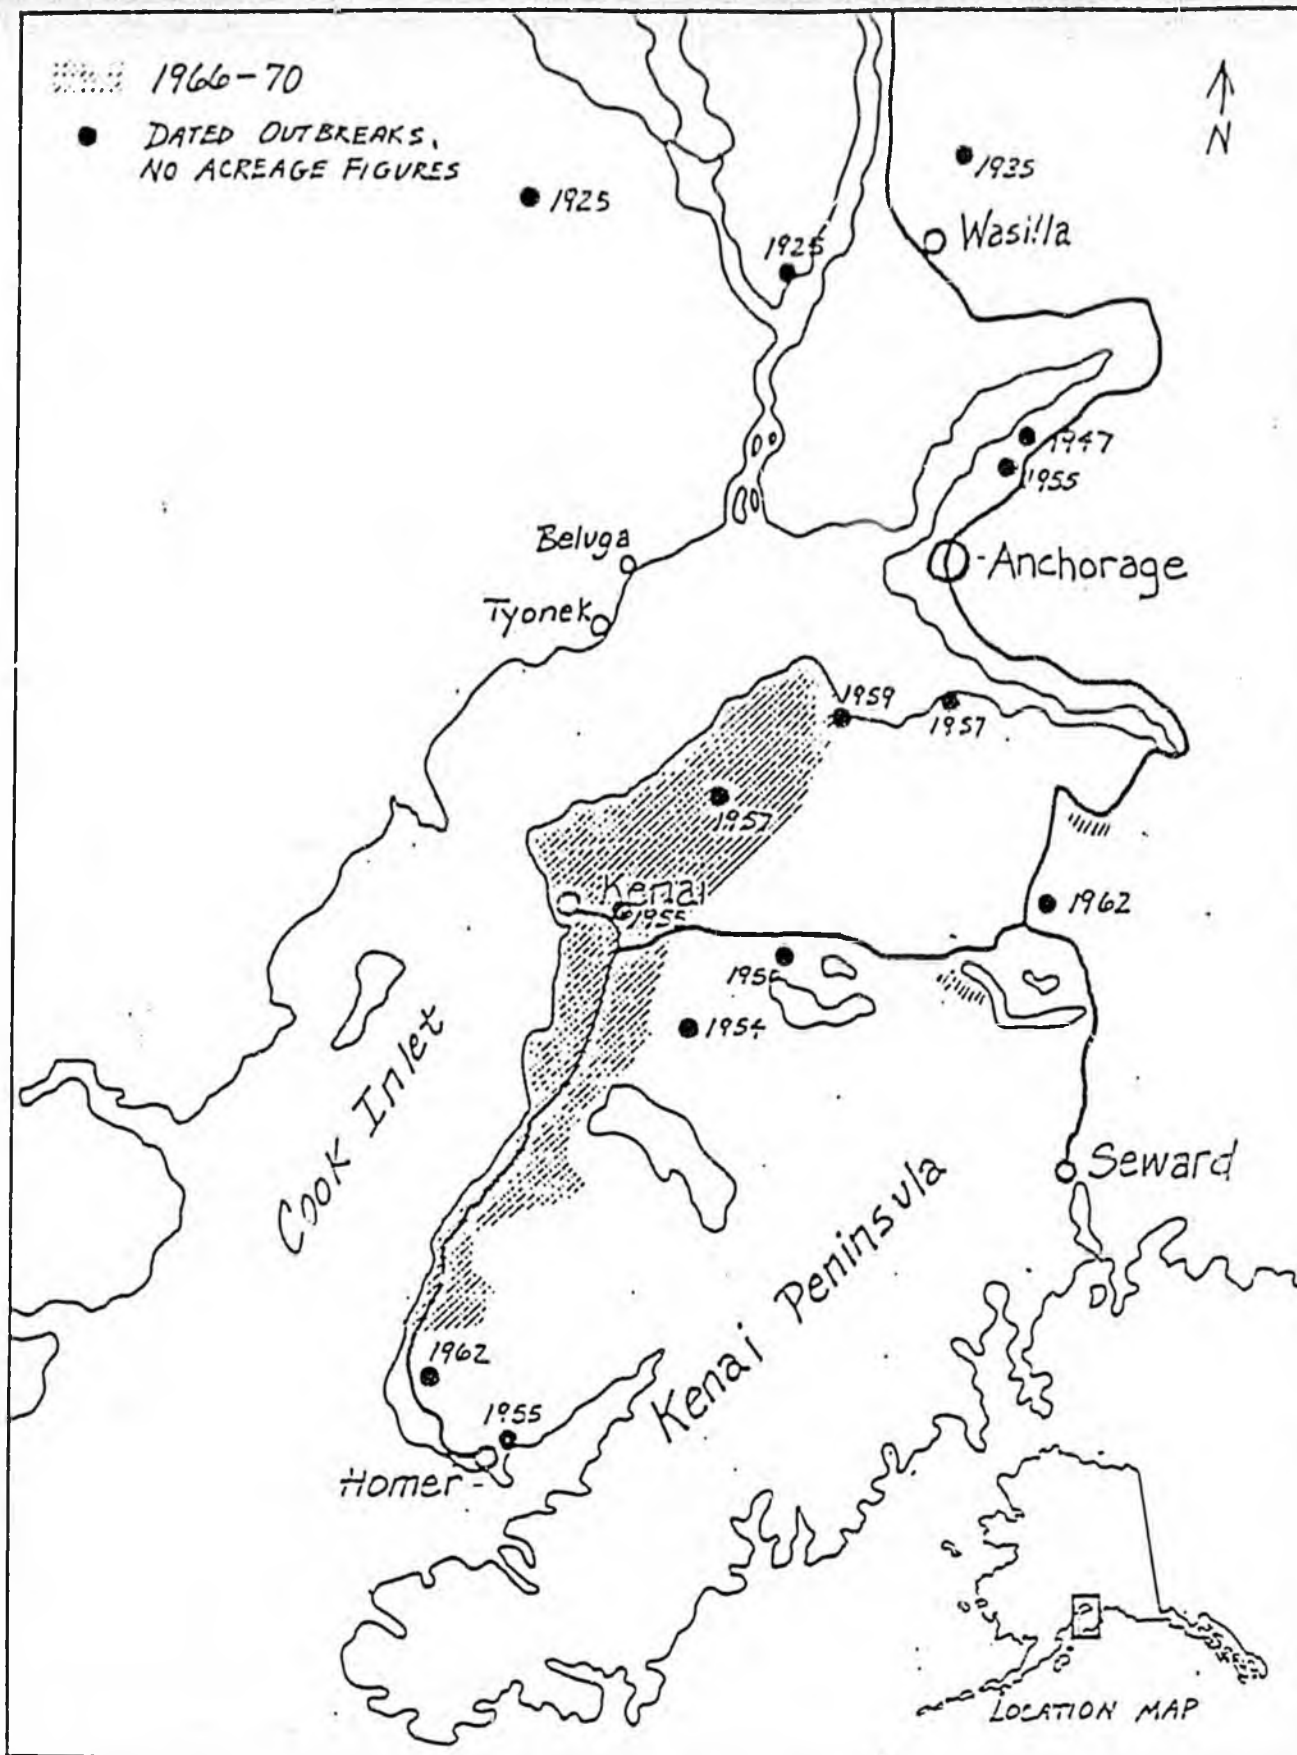 1966-70
DATED OUTBREAKS,
NO ACREAGE FIGURES
N
1935
1925
Wasilla
1925
1947
1955
Beluga
Anchorage
Tyonek
1959
1957
1957
Kenai
1955
1962
1954
Cook Inlet
Seward
Kenai Peninsula
1962
1955
Homer
LOCATION MAP